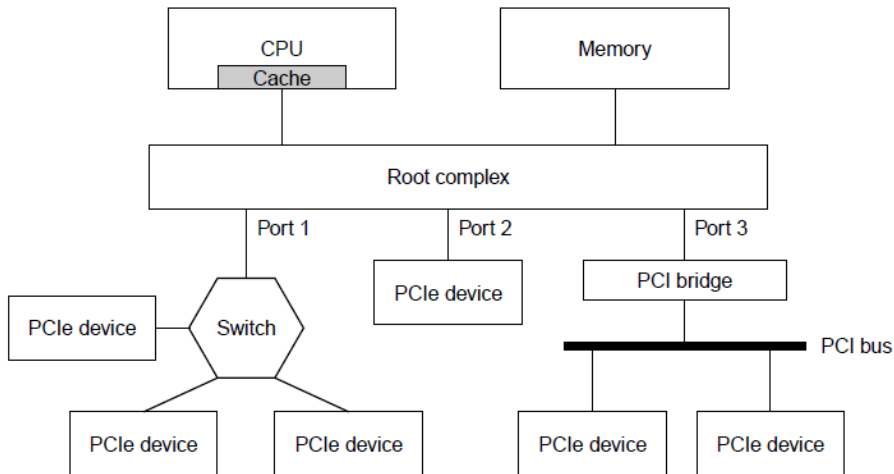 CPU
Cache
Memory
Root complex
Port 1
Port 2
Port 3
PCIe device
PCI bridge
PCIe device
Switch
PCI bus
PCIe device
PCIe device
PCIe device
PCIe device